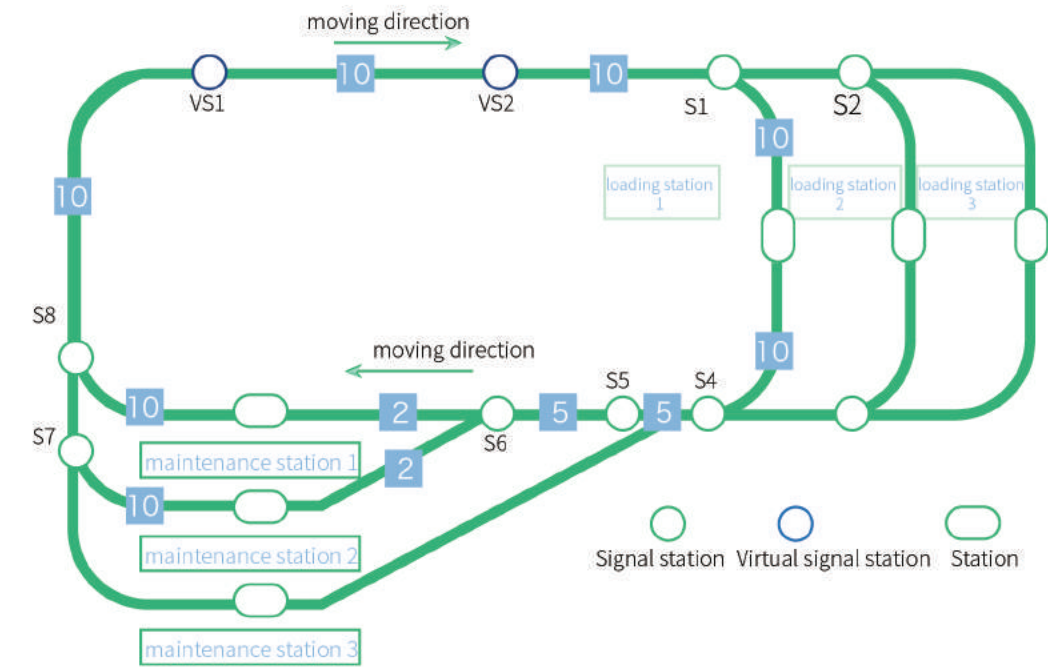 moving direction
10
10
VS1
VS2
S1
S2
10
10
loading station
1
loading station
2
loading station
3
S8
moving direction
10
S5
S4
10
2
5
5
S6
S7
maintenance station 1
2
10
maintenance station 2
Signal station
Virtual signal station
Station
maintenance station 3